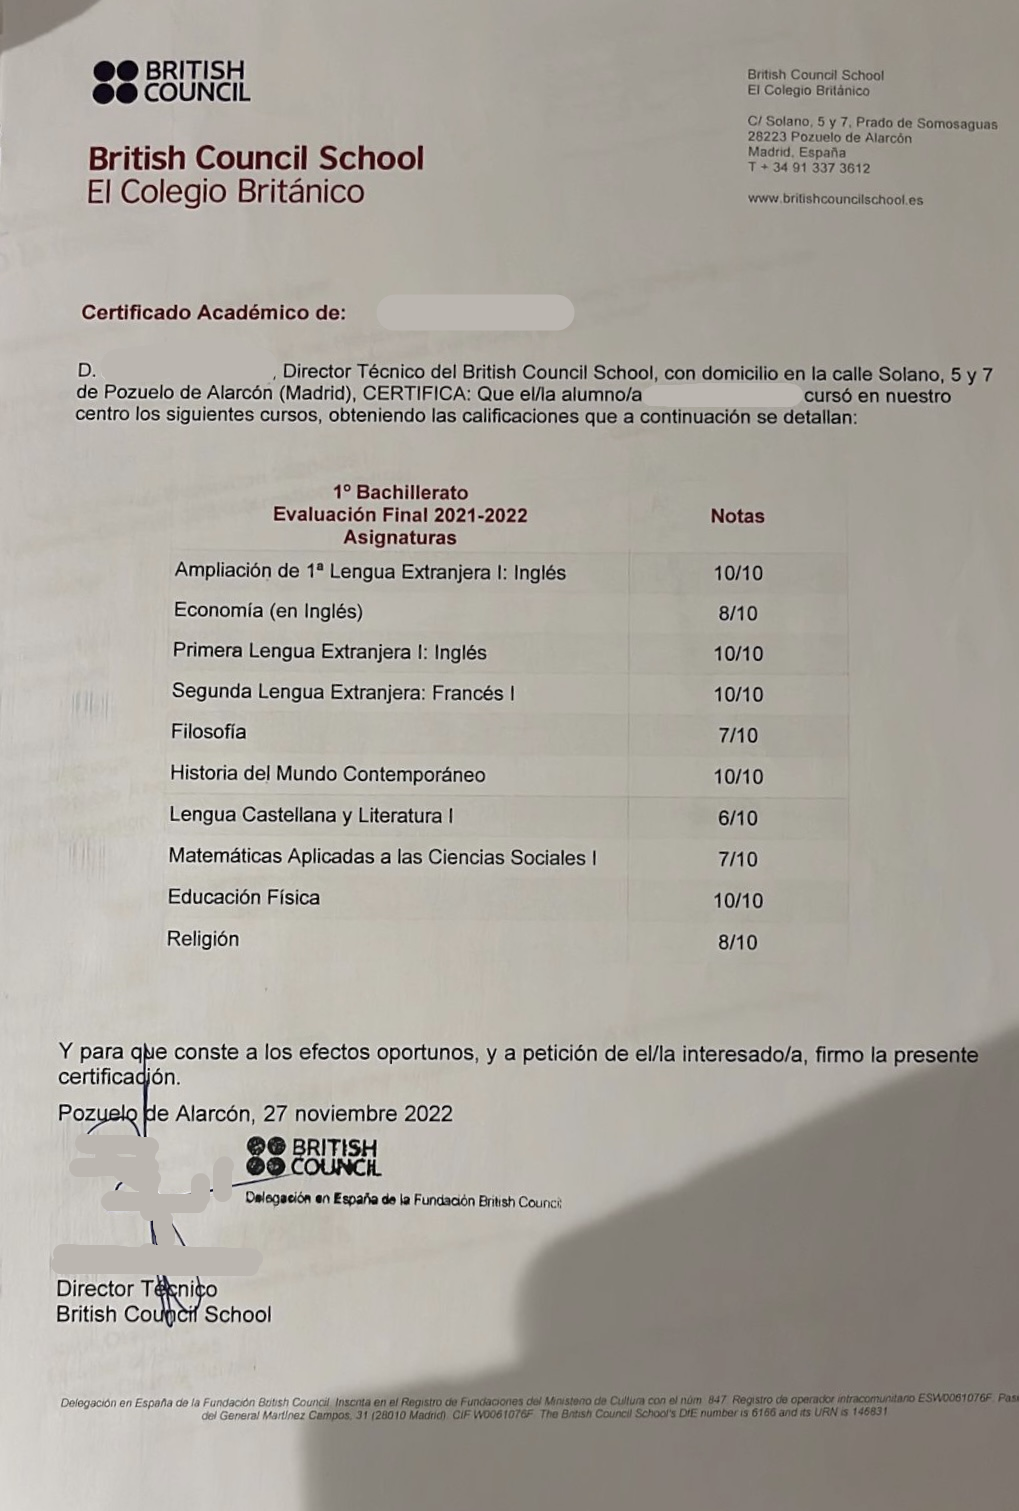 BRITISH
COUNCIL
British Council School
El Colegio Británico
British Council School
El Colegio Británico
C/ Solano, 5 y 7, Prado de Somosaguas
28223 Pozuelo de Alarcón
Madrid, España
T + 34 91 337 3612
www.britishcouncilschool.es
Certificado Académico de:
D. , Director Técnico del British Council School, con domicilio en la calle Solano, 5 y 7
de Pozuelo de Alarcón (Madrid), CERTIFICA: Que el/la alumno/a cursó en nuestro
centro los siguientes cursos, obteniendo las calificaciones que a continuación se detallan:
1º Bachillerato
Evaluación Final 2021-2022
Asignaturas
Notas
Ampliación de 1ª Lengua Extranjera I: Inglés 10/10
Economía (en Inglés) 8/10
Primera Lengua Extranjera I: Inglés 10/10
Segunda Lengua Extranjera: Francés I 10/10
Filosofía 7/10
Historia del Mundo Contemporáneo 10/10
Lengua Castellana y Literatura I 6/10
Matemáticas Aplicadas a las Ciencias Sociales I 7/10
Educación Física 10/10
Religión 8/10
Y para que conste a los efectos oportunos, y a petición de el/la interesado/a, firmo la presente
certificación.
Pozuelo de Alarcón, 27 noviembre 2022
BRITISH
COUNCIL
Delegación en España de la Fundación British Council
Director Técnico
British Council School
Delegación en España de la Fundación British Council. Inscrita en el Registro de Fundaciones del Ministerio de Cultura con el núm. 847. Registro de operador intracomunitario ESW0061076F.
del General Martínez Campos, 31 (28010 Madrid). CIF W0061076F. The British Council School's DfE number is 6166 and its URN is 146831